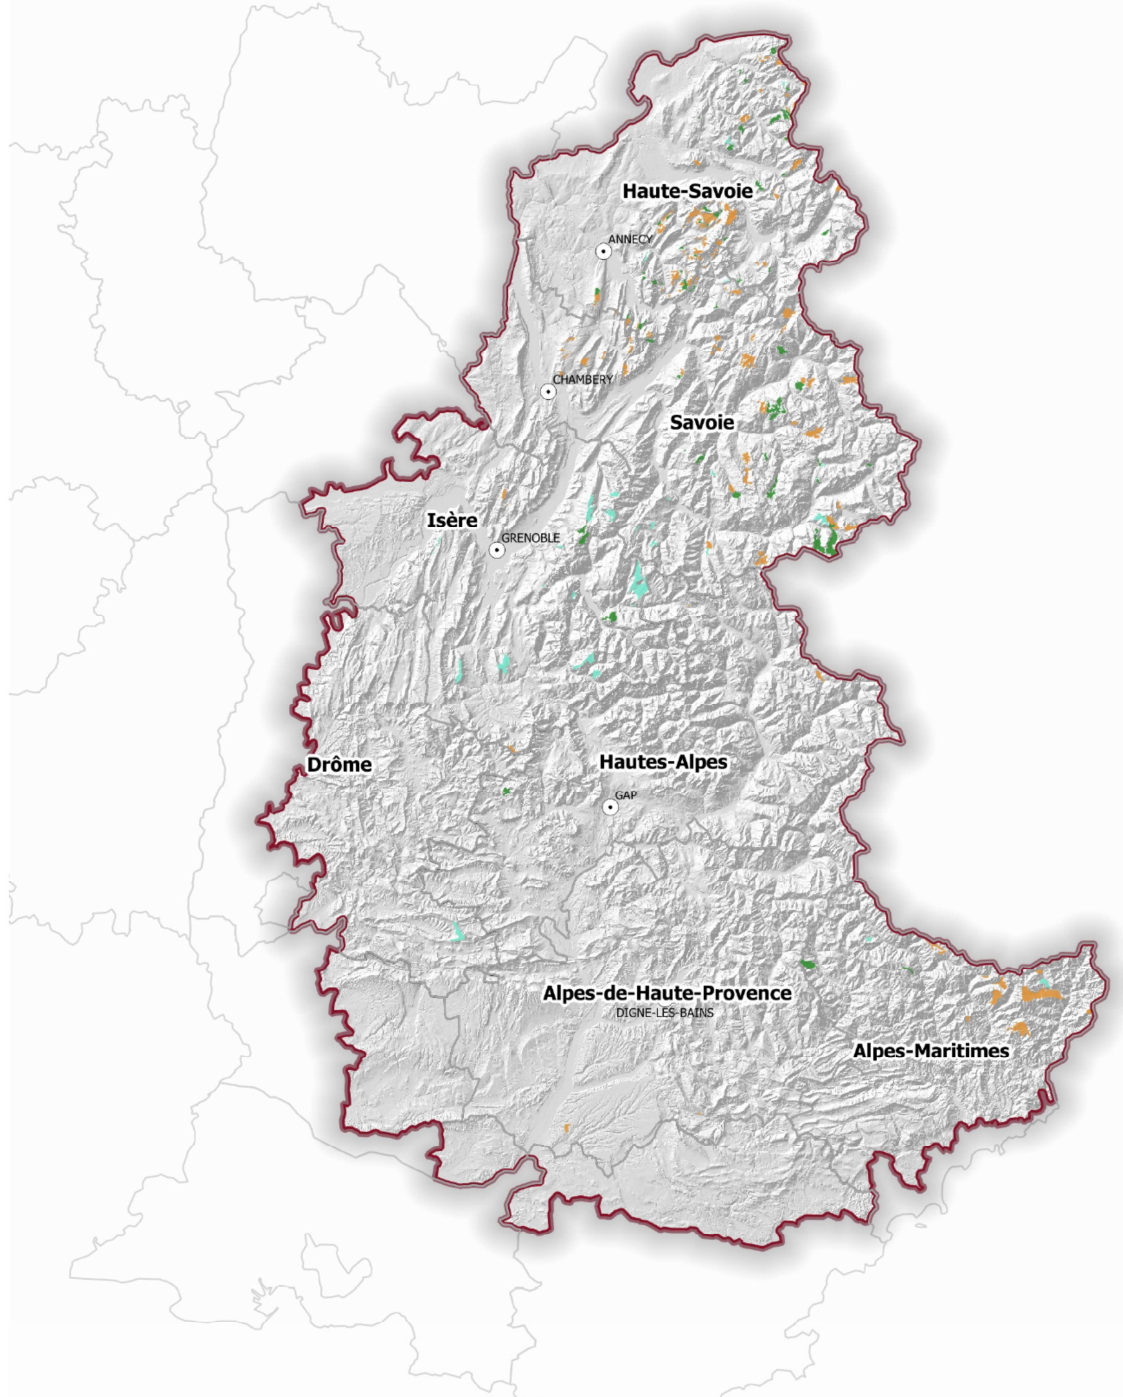 Haute-Savoie
ANNECY
CHAMBERY
Savoie
Isère
GRENOBLE
Drôme
Hautes-Alpes
GAP
Alpes-de-Haute-Provence
DIGNE-LES-BAINS
Alpes-Maritimes